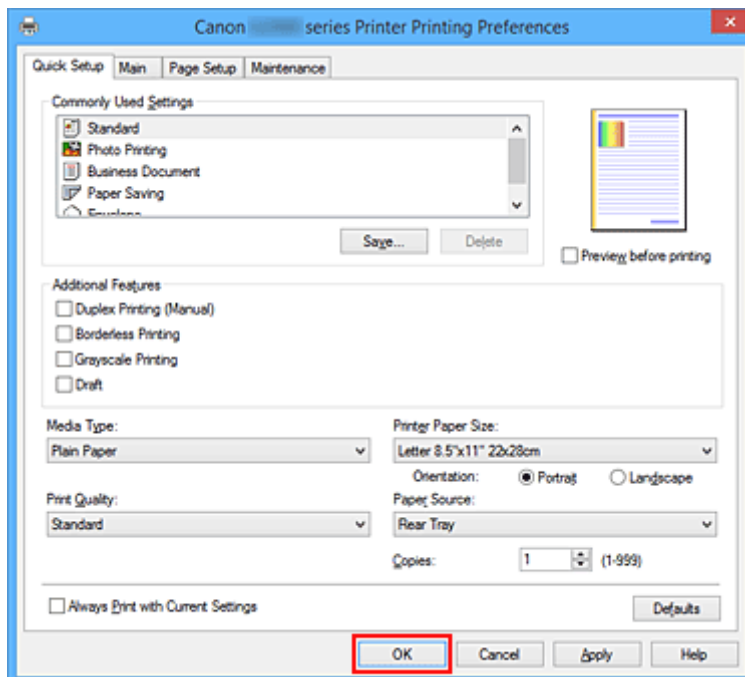 Canon series Printer Printing Preferences
Quick Setup Main Page Setup Maintenance
Commonly Used Settings
Standard
Photo Printing
Business Document
Paper Saving
Envelope
Save... Delete
Preview before printing
Additional Features
Duplex Printing (Manual)
Borderless Printing
Grayscale Printing
Draft
Media Type: Printer Paper Size:
Plain Paper Letter 8.5"x11" 22x28cm
Orientation: Portrait Landscape
Print Quality: Paper Source:
Standard Rear Tray
Copies: 1 (1-999)
Always Print with Current Settings Defaults
OK Cancel Apply Help